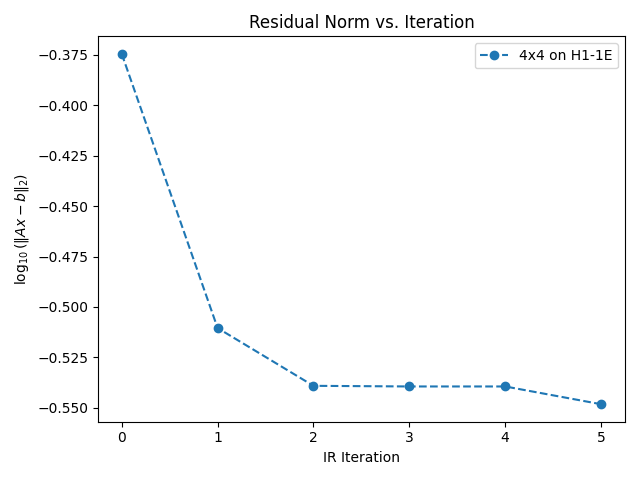 Residual Norm vs. Iteration
4x4 on H1-1E
log₁₀(‖Ax − b‖₂)
−0.375
−0.400
−0.425
−0.450
−0.475
−0.500
−0.525
−0.550
0 1 2 3 4 5
IR Iteration